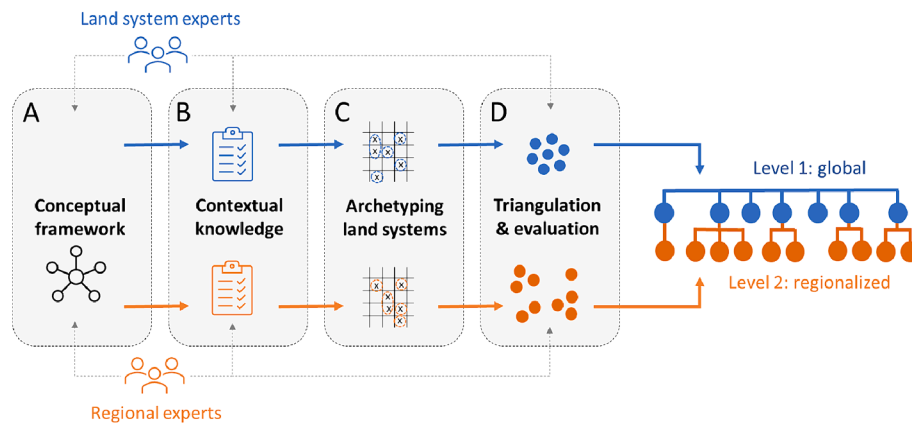 Land system experts
A
B
C
D
Conceptual
framework
Contextual
knowledge
Archetyping
land systems
Triangulation
& evaluation
x
x
x
x
x
x
x
x
x
x
x
Level 1: global
Level 2: regionalized
Regional experts